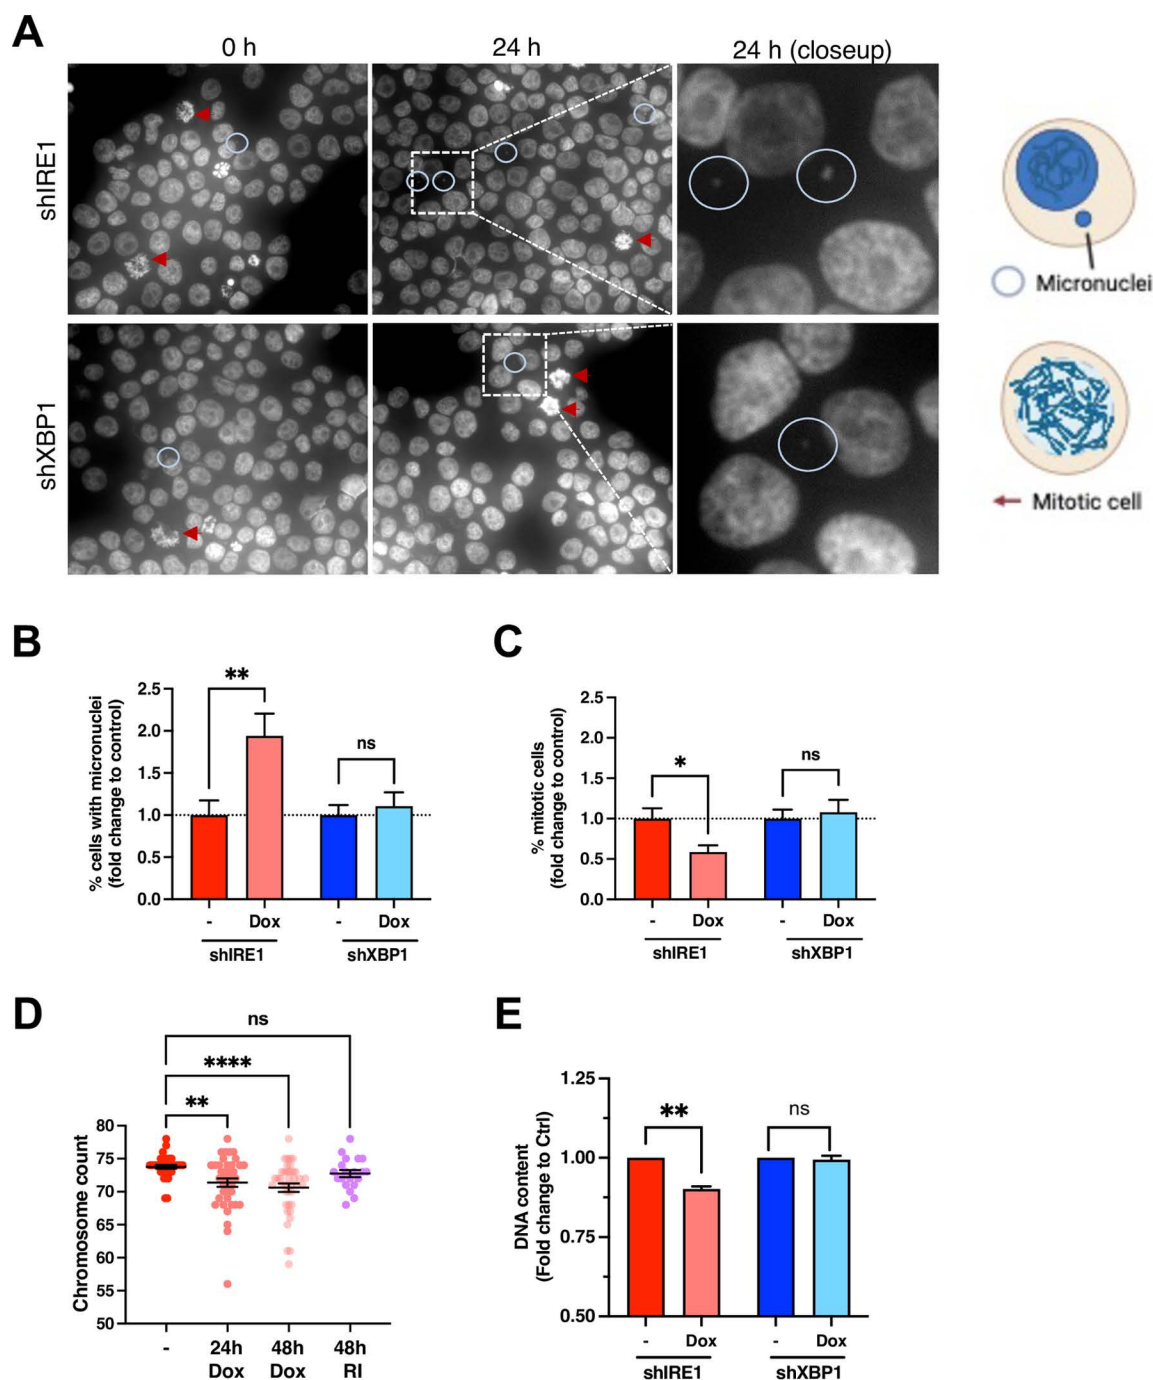 A
0 h
24 h
24 h (closeup)
shIRE1
shXBP1
Micronuclei
Mitotic cell
B
% cells with micronuclei
(fold change to control)
2.5
2.0
1.5
1.0
0.5
0.0
**
ns
-
Dox
-
Dox
shIRE1
shXBP1
C
% mitotic cells
(fold change to control)
2.5
2.0
1.5
1.0
0.5
0.0
*
ns
-
Dox
-
Dox
shIRE1
shXBP1
D
Chromosome count
80
75
70
65
60
55
50
ns
****
**
-
24h
Dox
48h
Dox
48h
RI
E
DNA content
(Fold change to Ctrl)
1.25
1.00
0.75
0.50
**
ns
-
Dox
-
Dox
shIRE1
shXBP1